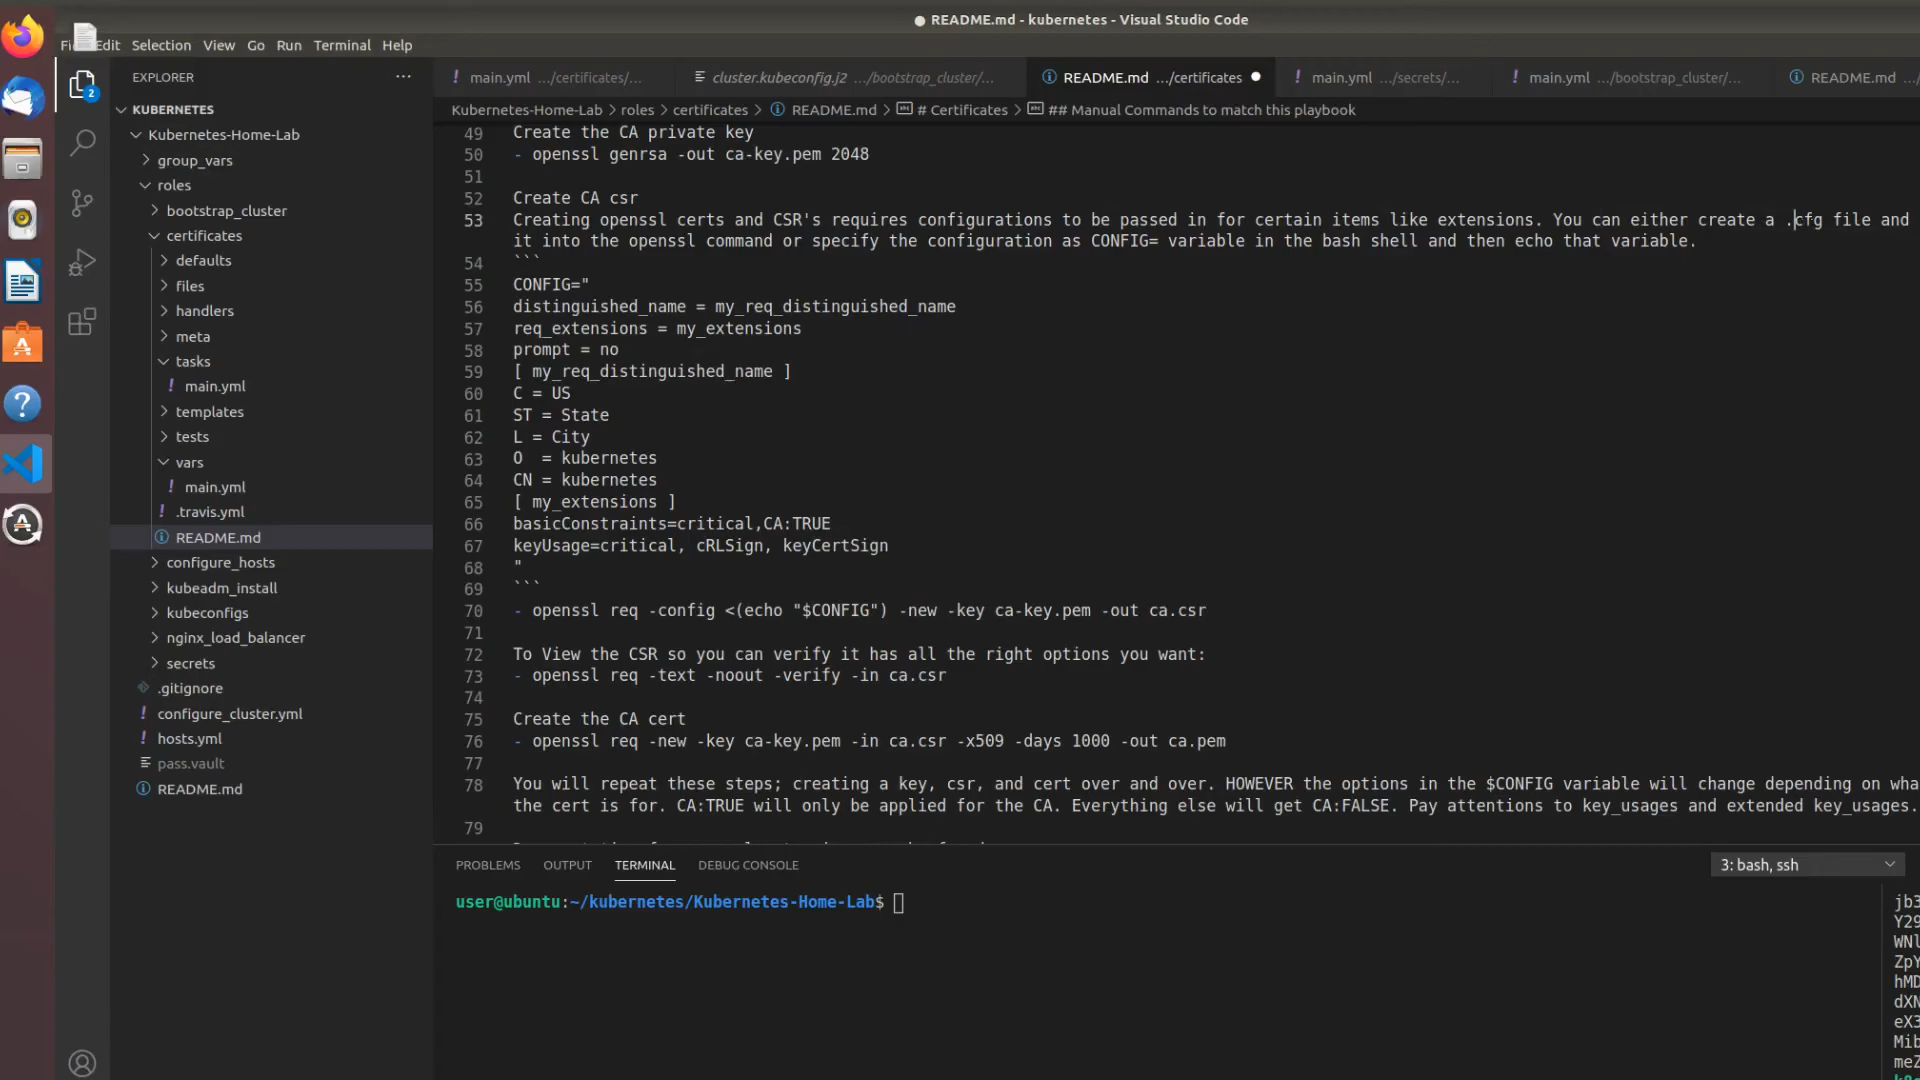 README.md - kubernetes - Visual Studio Code
Edit Selection View Go Run Terminal Help
EXPLORER
main.yml .../certificates/...
cluster.kubeconfig.j2 .../bootstrap_cluster/...
README.md .../certificates
main.yml .../secrets/...
main.yml .../bootstrap_cluster/...
README.md
Kubernetes-Home-Lab > roles > certificates > README.md > # Certificates > ## Manual Commands to match this playbook
2
KUBERNETES
Kubernetes-Home-Lab
group_vars
roles
bootstrap_cluster
certificates
defaults
files
handlers
meta
tasks
! main.yml
templates
tests
vars
! main.yml
! .travis.yml
README.md
configure_hosts
kubeadm_install
kubeconfigs
nginx_load_balancer
secrets
.gitignore
! configure_cluster.yml
! hosts.yml
pass.vault
README.md
49 Create the CA private key
50 - openssl genrsa -out ca-key.pem 2048
51
52 Create CA csr
53 Creating openssl certs and CSR's requires configurations to be passed in for certain items like extensions. You can either create a .cfg file and
it into the openssl command or specify the configuration as CONFIG= variable in the bash shell and then echo that variable.
54 ```
55 CONFIG="
56 distinguished_name = my_req_distinguished_name
57 req_extensions = my_extensions
58 prompt = no
59 [ my_req_distinguished_name ]
60 C = US
61 ST = State
62 L = City
63 O  = kubernetes
64 CN = kubernetes
65 [ my_extensions ]
66 basicConstraints=critical,CA:TRUE
67 keyUsage=critical, cRLSign, keyCertSign
68 "
69 ```
70 - openssl req -config <(echo "$CONFIG") -new -key ca-key.pem -out ca.csr
71
72 To View the CSR so you can verify it has all the right options you want:
73 - openssl req -text -noout -verify -in ca.csr
74
75 Create the CA cert
76 - openssl req -new -key ca-key.pem -in ca.csr -x509 -days 1000 -out ca.pem
77
78 You will repeat these steps; creating a key, csr, and cert over and over. HOWEVER the options in the $CONFIG variable will change depending on wha
the cert is for. CA:TRUE will only be applied for the CA. Everything else will get CA:FALSE. Pay attentions to key_usages and extended key_usages.
79
PROBLEMS OUTPUT TERMINAL DEBUG CONSOLE
3: bash, ssh
user@ubuntu:~/kubernetes/Kubernetes-Home-Lab$
jb3
Y29
WNl
ZpY
hMD
dXN
eX3
Mib
meZ